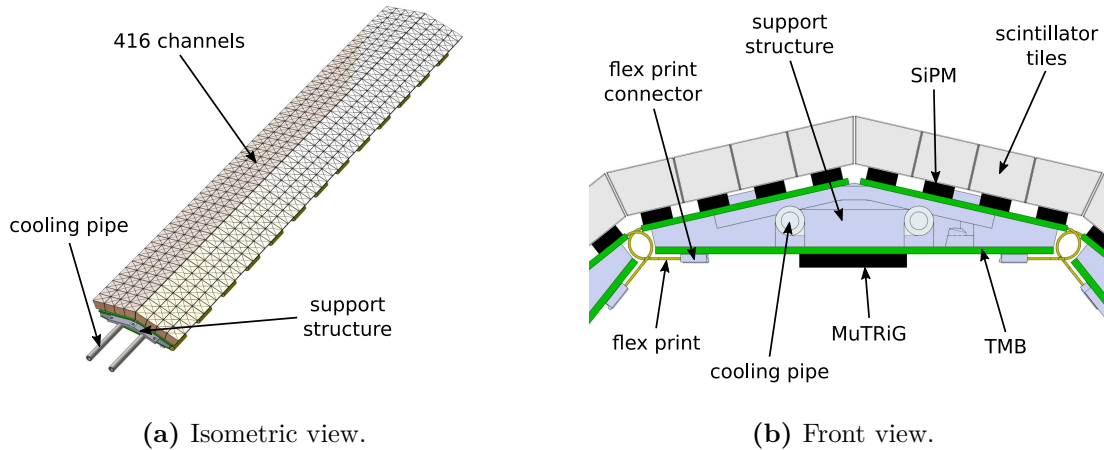 416 channels
cooling pipe
support
structure
(a) Isometric view.
support
structure
flex print
connector
SiPM
scintillator
tiles
flex print
cooling pipe
MuTRiG
TMB
(b) Front view.